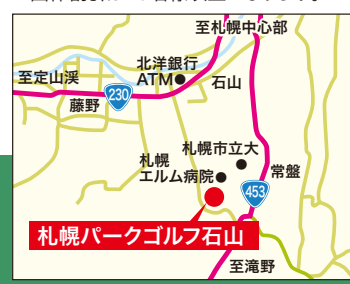 至札幌中心部
北洋銀行
ATM
至定山渓
石山
230
藤野
札幌市立大
札幌
エルム病院
常盤
453
札幌パークゴルフ石山
至滝野